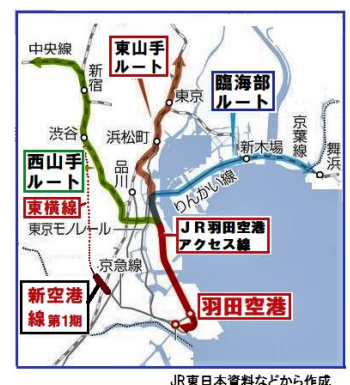 中央線
新宿
東山手
ルート
東京
臨海部
ルート
京葉線
渋谷
浜松町
新木場
舞浜
西山手
ルート
品川
りんかい線
東横線
東京モノレール
JR羽田空港
アクセス線
京急線
新空港
線第1期
羽田空港
JR東日本資料などから作成